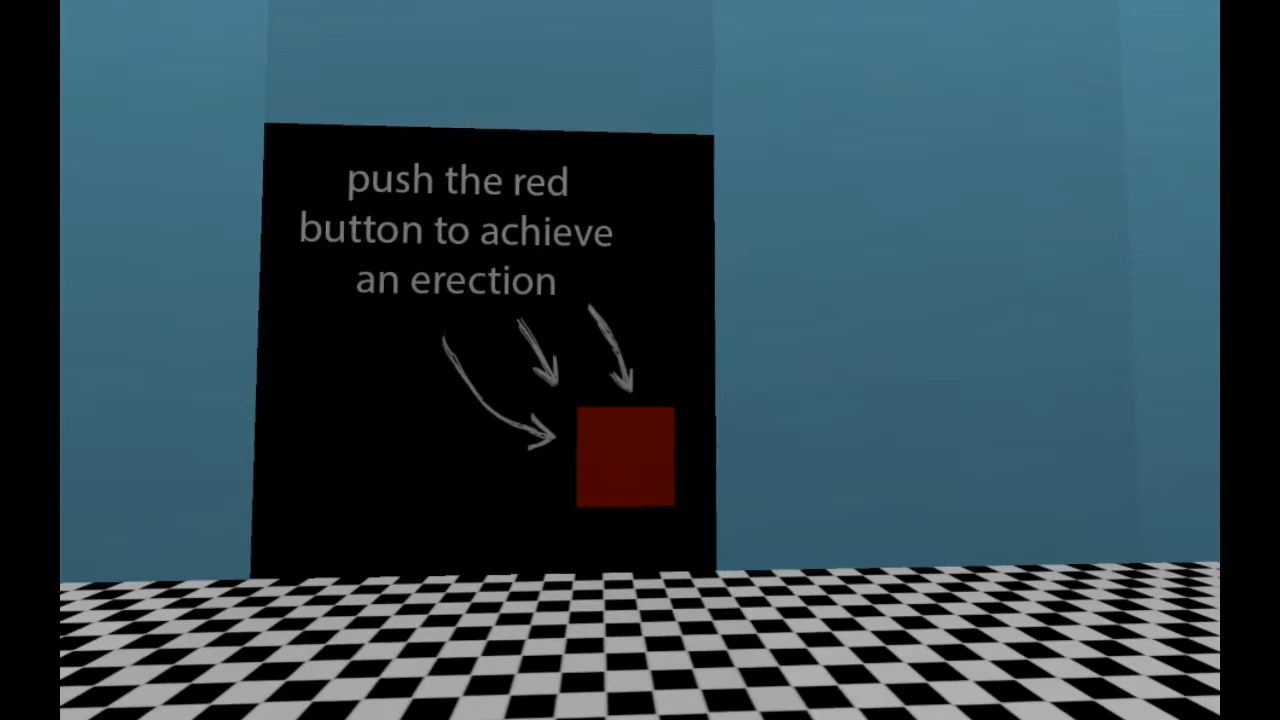 push the red
button to achieve
an erection